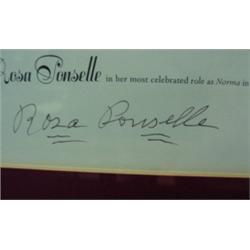 Rosa Ponselle in her most celebrated role as Norma in
Rosa Ponselle